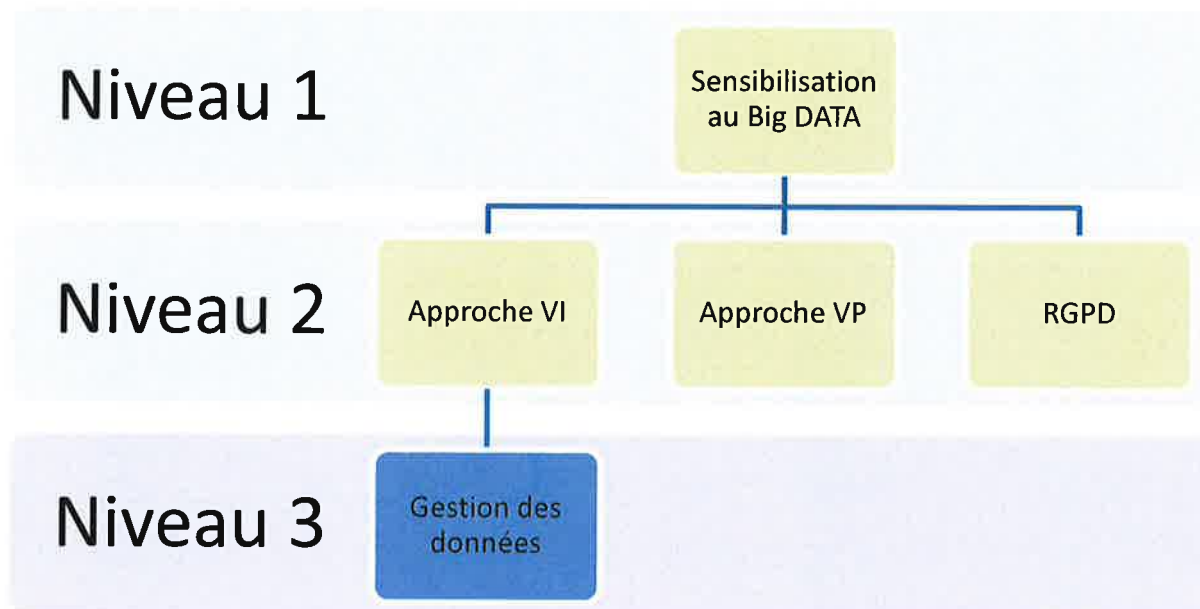 Niveau 1
Sensibilisation
au Big DATA
Niveau 2
Approche VI
Approche VP
RGPD
Niveau 3
Gestion des
données